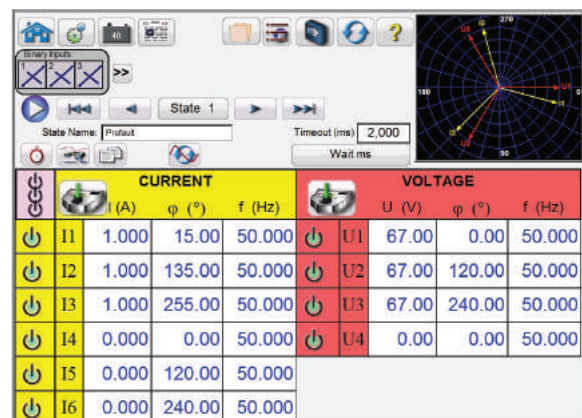 48
Binary Inputs:
1 2 3
>>
State 1
State Name: Prefault
Timeout (ms) 2,000
Wait ms
270
180
0
90
U1
I1
CURRENT
VOLTAGE
I (A) φ (°) f (Hz) U (V) φ (°) f (Hz)
I1 1.000 15.00 50.000 U1 67.00 0.00 50.000
I2 1.000 135.00 50.000 U2 67.00 120.00 50.000
I3 1.000 255.00 50.000 U3 67.00 240.00 50.000
I4 0.000 0.00 50.000 U4 0.00 0.00 50.000
I5 0.000 120.00 50.000
I6 0.000 240.00 50.000